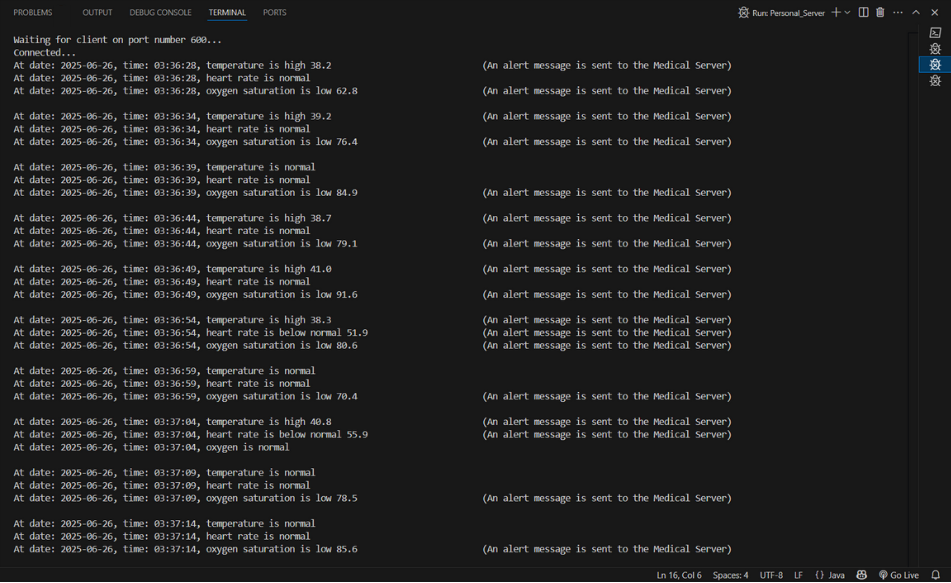 PROBLEMS OUTPUT DEBUG CONSOLE TERMINAL PORTS Run: Personal_Server
Waiting for client on port number 600...
Connected...
At date: 2025-06-26, time: 03:36:28, temperature is high 38.2 (An alert message is sent to the Medical Server)
At date: 2025-06-26, time: 03:36:28, heart rate is normal
At date: 2025-06-26, time: 03:36:28, oxygen saturation is low 62.8 (An alert message is sent to the Medical Server)
At date: 2025-06-26, time: 03:36:34, temperature is high 39.2 (An alert message is sent to the Medical Server)
At date: 2025-06-26, time: 03:36:34, heart rate is normal
At date: 2025-06-26, time: 03:36:34, oxygen saturation is low 76.4 (An alert message is sent to the Medical Server)
At date: 2025-06-26, time: 03:36:39, temperature is normal
At date: 2025-06-26, time: 03:36:39, heart rate is normal
At date: 2025-06-26, time: 03:36:39, oxygen saturation is low 84.9 (An alert message is sent to the Medical Server)
At date: 2025-06-26, time: 03:36:44, temperature is high 38.7 (An alert message is sent to the Medical Server)
At date: 2025-06-26, time: 03:36:44, heart rate is normal
At date: 2025-06-26, time: 03:36:44, oxygen saturation is low 79.1 (An alert message is sent to the Medical Server)
At date: 2025-06-26, time: 03:36:49, temperature is high 41.0 (An alert message is sent to the Medical Server)
At date: 2025-06-26, time: 03:36:49, heart rate is normal
At date: 2025-06-26, time: 03:36:49, oxygen saturation is low 91.6 (An alert message is sent to the Medical Server)
At date: 2025-06-26, time: 03:36:54, temperature is high 38.3 (An alert message is sent to the Medical Server)
At date: 2025-06-26, time: 03:36:54, heart rate is below normal 51.9 (An alert message is sent to the Medical Server)
At date: 2025-06-26, time: 03:36:54, oxygen saturation is low 80.6 (An alert message is sent to the Medical Server)
At date: 2025-06-26, time: 03:36:59, temperature is normal
At date: 2025-06-26, time: 03:36:59, heart rate is normal
At date: 2025-06-26, time: 03:36:59, oxygen saturation is low 70.4 (An alert message is sent to the Medical Server)
At date: 2025-06-26, time: 03:37:04, temperature is high 40.8 (An alert message is sent to the Medical Server)
At date: 2025-06-26, time: 03:37:04, heart rate is below normal 55.9 (An alert message is sent to the Medical Server)
At date: 2025-06-26, time: 03:37:04, oxygen is normal
At date: 2025-06-26, time: 03:37:09, temperature is normal
At date: 2025-06-26, time: 03:37:09, heart rate is normal
At date: 2025-06-26, time: 03:37:09, oxygen saturation is low 78.5 (An alert message is sent to the Medical Server)
At date: 2025-06-26, time: 03:37:14, temperature is normal
At date: 2025-06-26, time: 03:37:14, heart rate is normal
At date: 2025-06-26, time: 03:37:14, oxygen saturation is low 85.6 (An alert message is sent to the Medical Server)
Ln 16, Col 6 Spaces: 4 UTF-8 LF {} Java Go Live